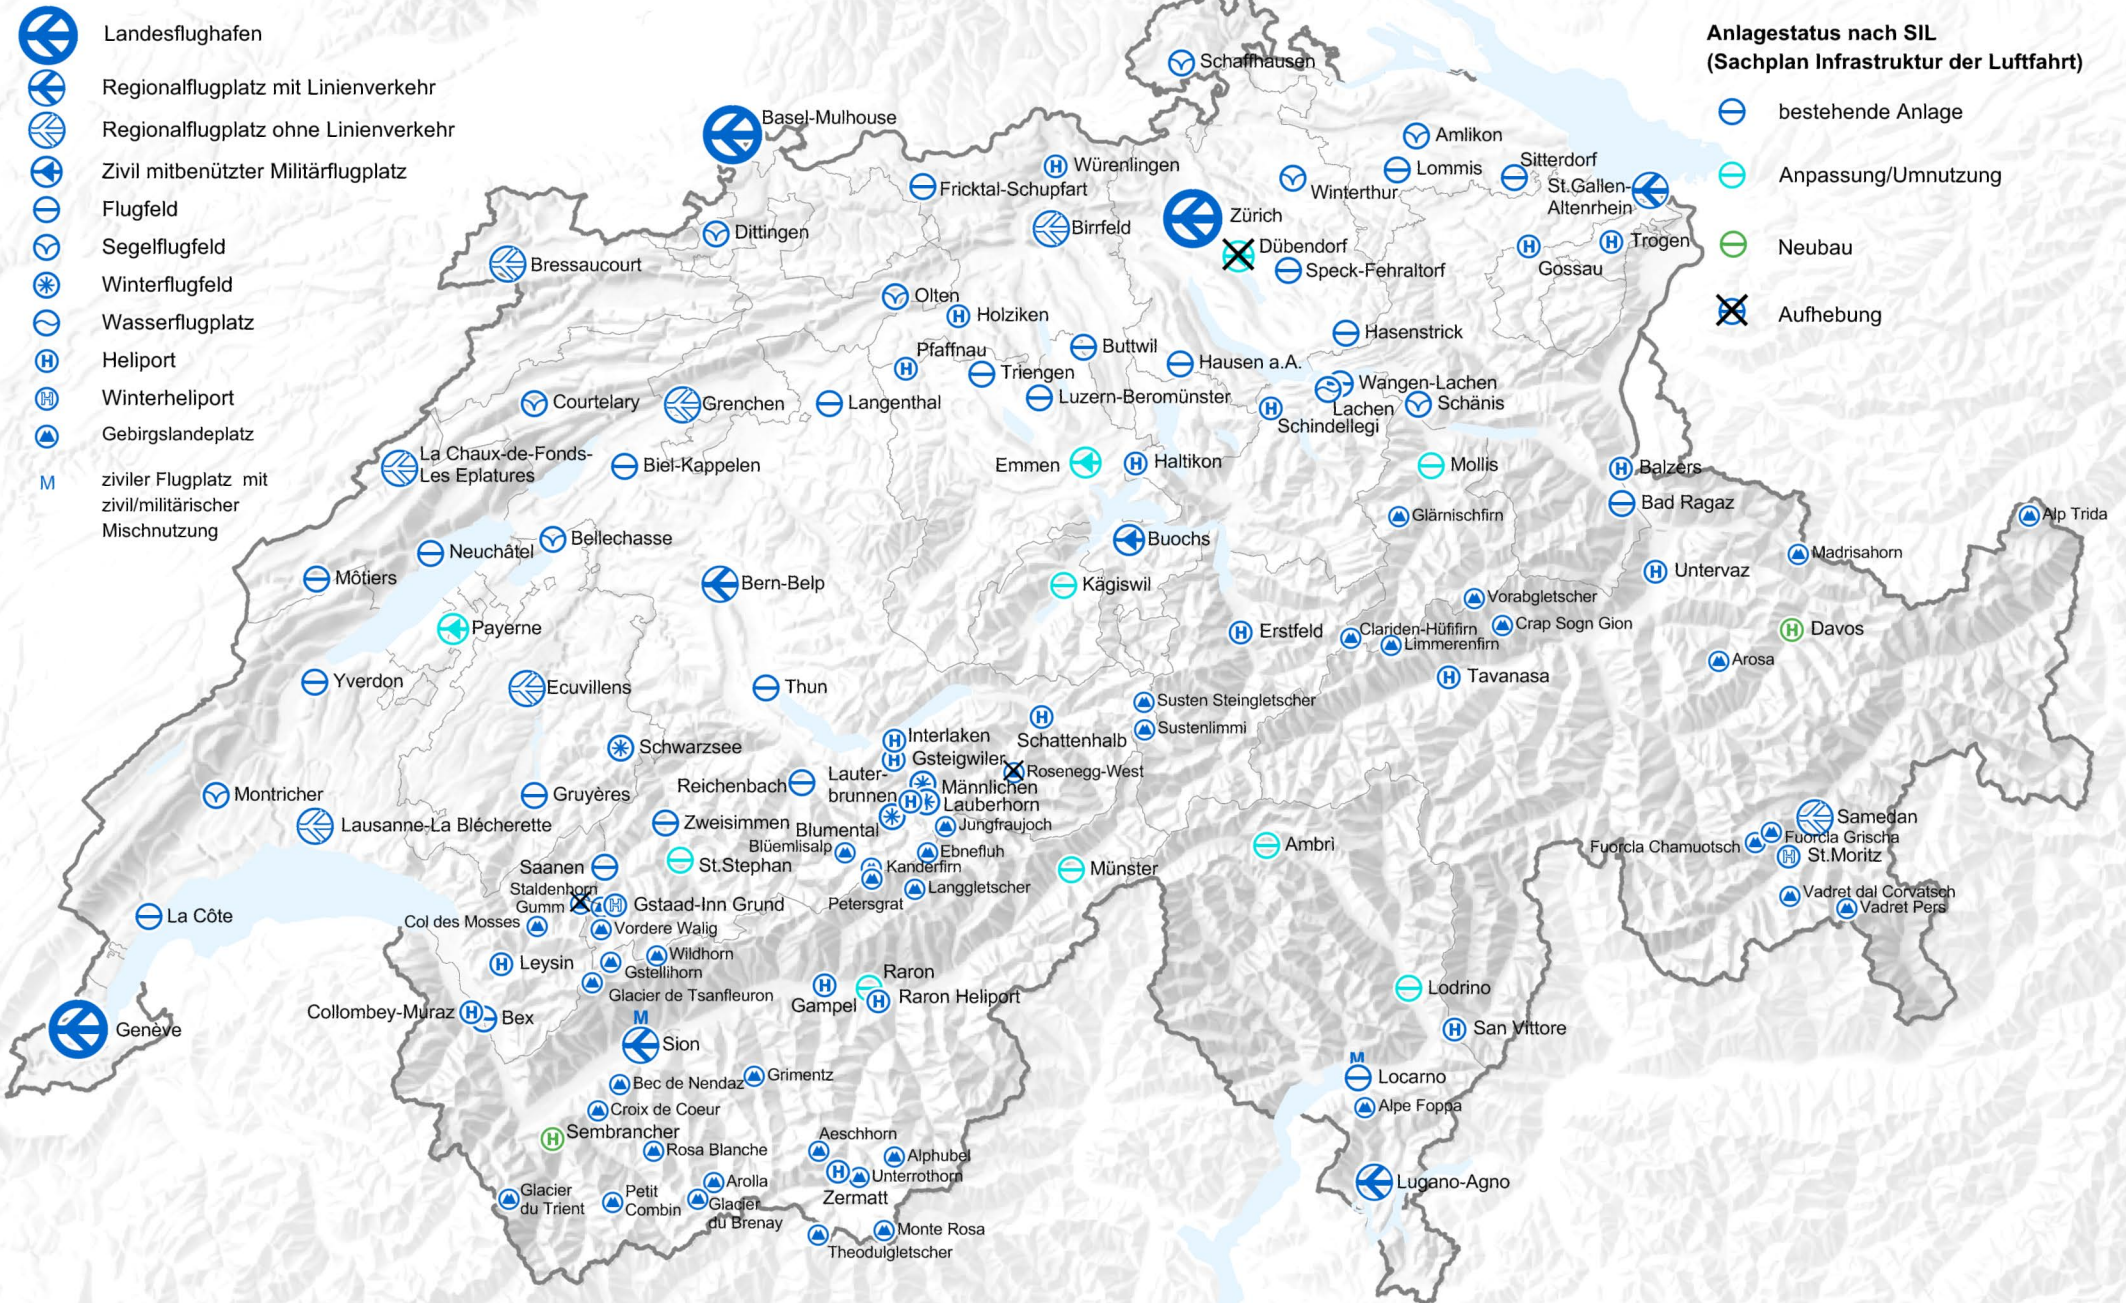 Landesflughafen
Regionalflugplatz mit Linienverkehr
Regionalflugplatz ohne Linienverkehr
Zivil mitbenützter Militärflugplatz
Flugfeld
Segelflugfeld
Winterflugfeld
Wasserflugplatz
H Heliport
H Winterheliport
Gebirgslandeplatz
M ziviler Flugplatz mit
zivil/militärischer
Mischnutzung
Anlagestatus nach SIL
(Sachplan Infrastruktur der Luftfahrt)
bestehende Anlage
Anpassung/Umnutzung
Neubau
Aufhebung
Schaffhausen
Basel-Mulhouse
Amlikon
H Würenlingen
Lommis
Sitterdorf
Fricktal-Schupfart
Winterthur
St.Gallen-
Altenrhein
Zürich
Birrfeld
Dittingen
Dübendorf
H Trogen
H Gossau
Bressaucourt
Speck-Fehraltorf
Olten
H Holziken
Hasenstrick
Buttwil
H Pfaffnau
Hausen a.A.
Triengen
Wangen-Lachen
Lachen
Luzern-Beromünster
Courtelary
Grenchen
Langenthal
Schänis
H Schindellegi
La Chaux-de-Fonds-
Les Eplatures
Biel-Kappelen
Emmen
H Haltikon
Mollis
H Balzers
Bad Ragaz
Glärnischfirn
Alp Trida
Bellechasse
Buochs
Neuchâtel
Madrisahorn
H Untervaz
Môtiers
Bern-Belp
Kägiswil
Vorabgletscher
Payerne
H Erstfeld
Clariden-Hüfifirn
Limmerenfirn
Crap Sogn Gion
H Davos
Arosa
Yverdon
Ecuvillens
Thun
H Tavanasa
Susten Steingletscher
Sustenlimmi
H Schattenhalb
H Interlaken
Schwarzsee
H Gsteigwiler
Rosenegg-West
Reichenbach
H Lauter-
brunnen
Männlichen
Lauberhorn
Montricher
Gruyères
Lausanne-La Blécherette
Zweisimmen
Blumental
Jungfraujoch
Samedan
Fuorcla Grischa
Fuorcla Chamuotsch
H St.Moritz
Blüemlisalp
Ebnefluh
Ambrì
Saanen
St.Stephan
Kanderfirn
Münster
Staldenhorn
Gumm
Langgletscher
Petersgrat
Vadret dal Corvatsch
Vadret Pers
H Gstaad-Inn Grund
La Côte
Col des Mosses
Vordere Walig
Wildhorn
H Leysin
Gstellihorn
Glacier de Tsanfleuron
Raron
H Gampel
H Raron Heliport
Lodrino
Collombey-Muraz H
Bex
Genève
M
Sion
H San Vittore
M
Locarno
Bec de Nendaz
Grimentz
Croix de Coeur
Alpe Foppa
H Sembrancher
Rosa Blanche
Aeschhorn
Alphubel
Unterrothorn
H Zermatt
Arolla
Lugano-Agno
Glacier
du Trient
Petit
Combin
Glacier
du Brenay
Monte Rosa
Theodulgletscher